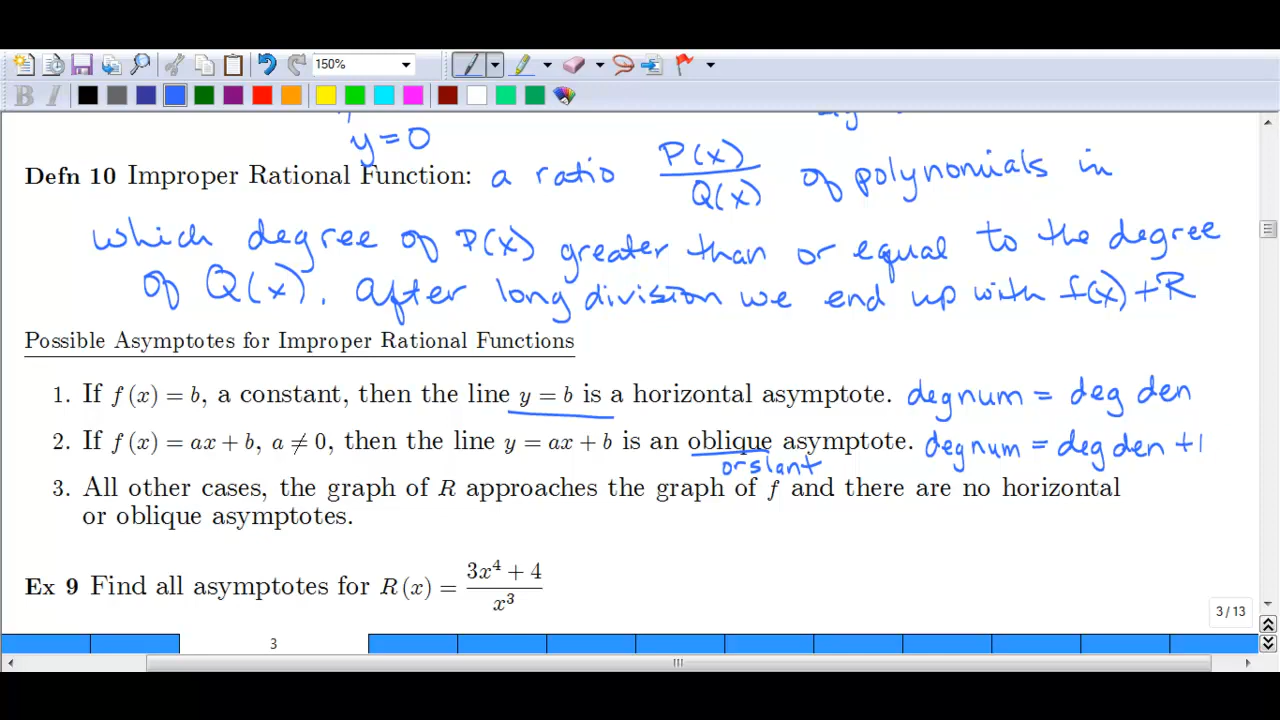 150%
y = 0
Defn 10 Improper Rational Function: a ratio P(x)/Q(x) of polynomials in
which degree of P(x) greater than or equal to the degree
of Q(x). After long division we end up with f(x) + R
Possible Asymptotes for Improper Rational Functions
1. If f (x) = b, a constant, then the line y = b is a horizontal asymptote. deg num = deg den
2. If f (x) = ax + b, a ≠ 0, then the line y = ax + b is an oblique asymptote. deg num = deg den +1
or slant
3. All other cases, the graph of R approaches the graph of f and there are no horizontal
or oblique asymptotes.
Ex 9 Find all asymptotes for R (x) = (3x⁴ + 4)/x³
3 / 13
3